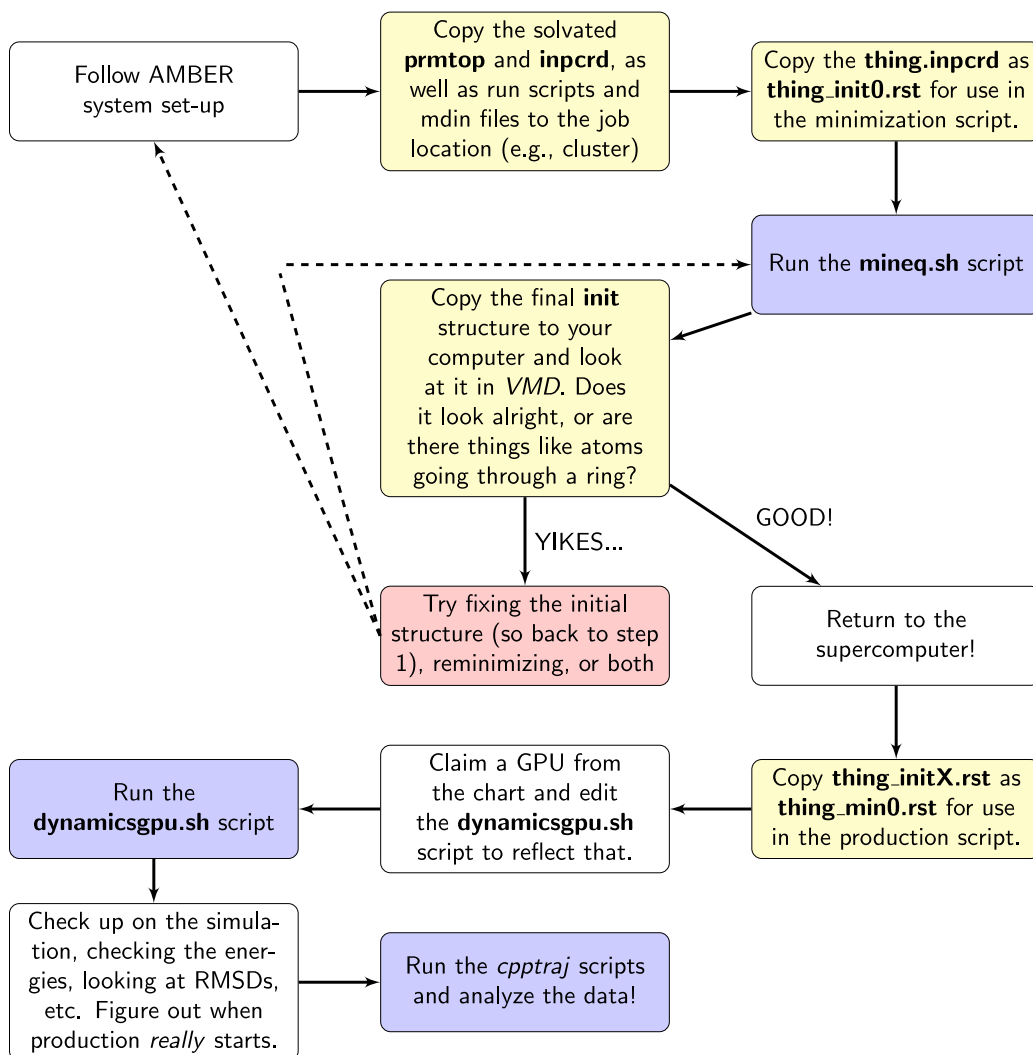 Follow AMBER
system set-up
Copy the solvated
prmtop and inpcrd, as
well as run scripts and
mdin files to the job
location (e.g., cluster)
Copy the thing.inpcrd as
thing_init0.rst for use in
the minimization script.
Run the mineq.sh script
Copy the final init
structure to your
computer and look
at it in VMD. Does
it look alright, or are
there things like atoms
going through a ring?
YIKES...
GOOD!
Try fixing the initial
structure (so back to step
1), reminimizing, or both
Return to the
supercomputer!
Copy thing_initX.rst as
thing_min0.rst for use
in the production script.
Claim a GPU from
the chart and edit
the dynamicsgpu.sh
script to reflect that.
Run the
dynamicsgpu.sh script
Check up on the simula-
tion, checking the ener-
gies, looking at RMSDs,
etc. Figure out when
production really starts.
Run the cpptraj scripts
and analyze the data!